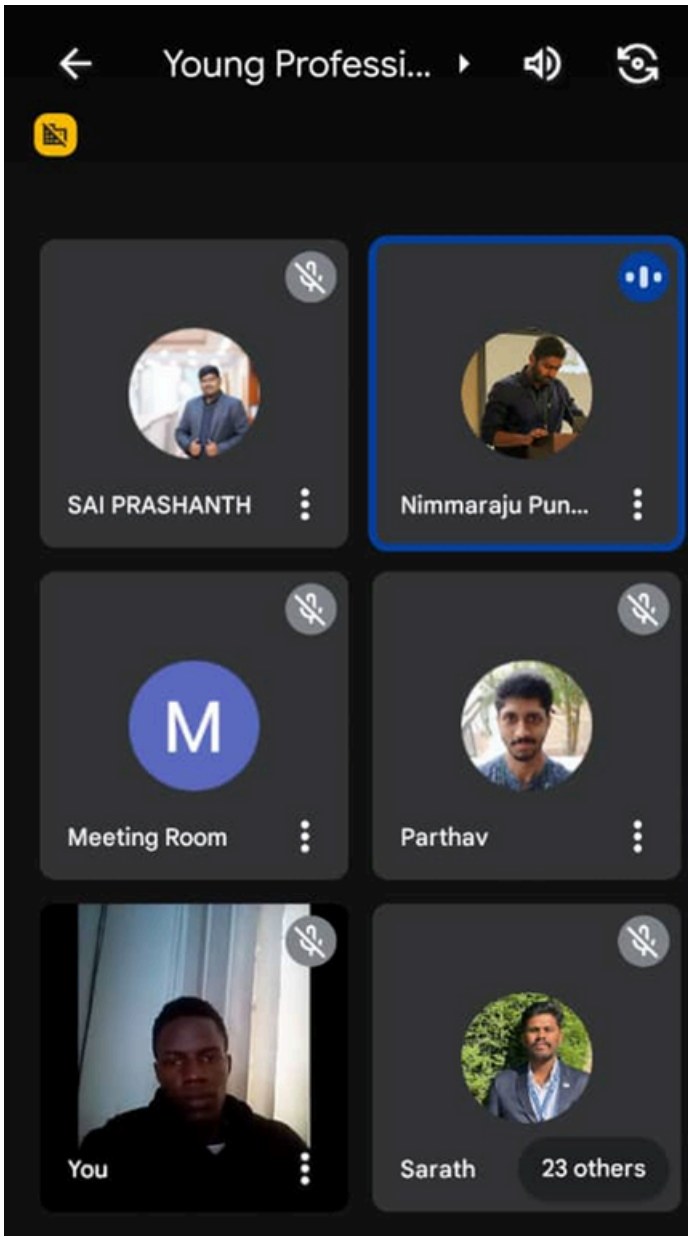 Young Professi...
SAI PRASHANTH
Nimmaraju Pun...
M
Meeting Room
Parthav
You
Sarath
23 others